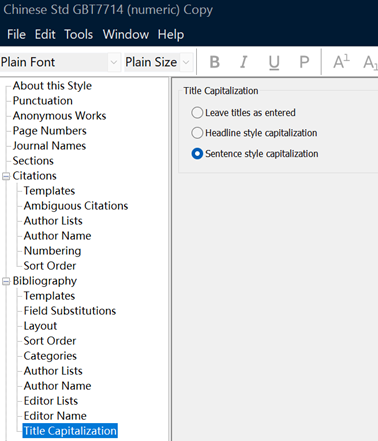 Chinese Std GBT7714 (numeric) Copy
File Edit Tools Window Help
Plain Font Plain Size B I U P A1 A1
About this Style
Punctuation
Anonymous Works
Page Numbers
Journal Names
Sections
Citations
Templates
Ambiguous Citations
Author Lists
Author Name
Numbering
Sort Order
Bibliography
Templates
Field Substitutions
Layout
Sort Order
Categories
Author Lists
Author Name
Editor Lists
Editor Name
Title Capitalization
Title Capitalization
Leave titles as entered
Headline style capitalization
Sentence style capitalization